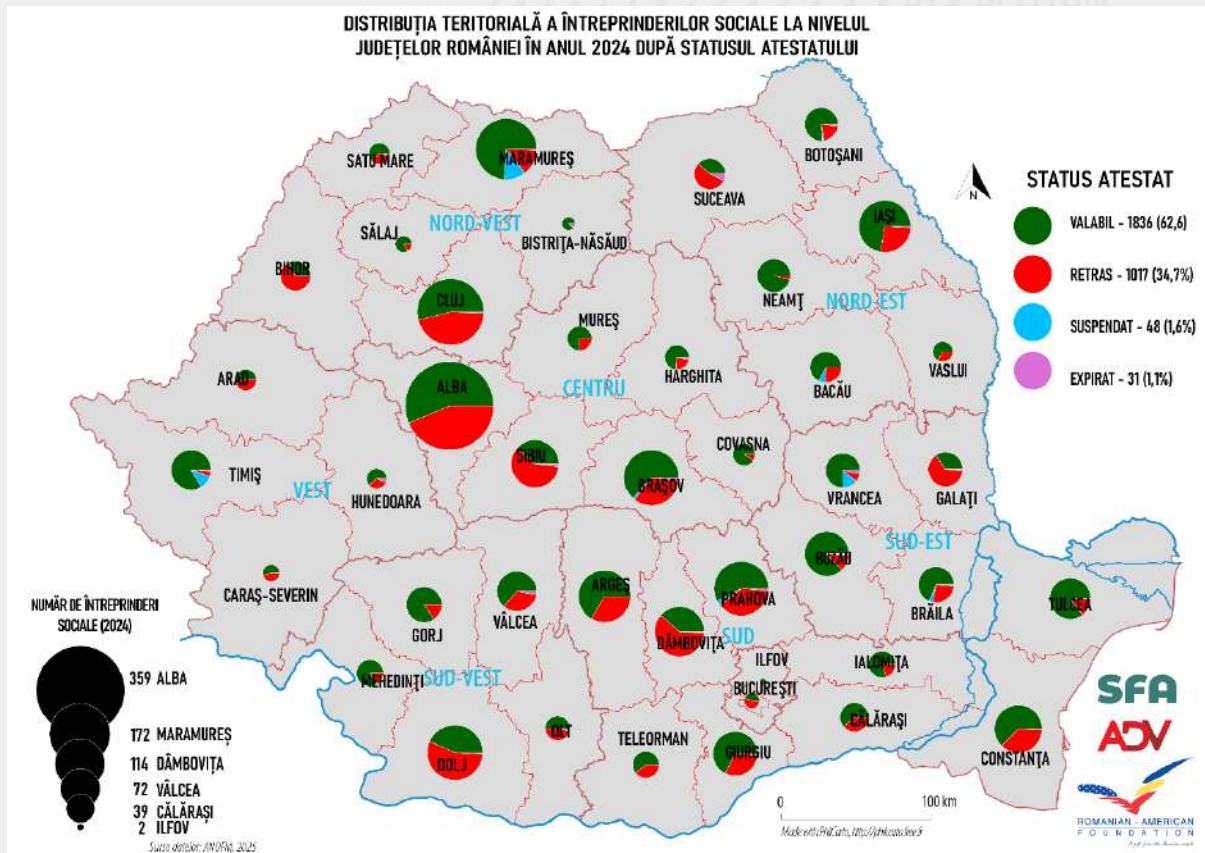 DISTRIBUȚIA TERITORIALĂ A ÎNTREPRINDERILOR SOCIALE LA NIVELUL
JUDEȚELOR ROMÂNIEI ÎN ANUL 2024 DUPĂ STATUSUL ATESTATULUI
SATU MARE
MARAMUREȘ
BOTOȘANI
SUCEAVA
N
STATUS ATESTAT
VALABIL - 1836 (62,6)
RETRAS - 1017 (34,7%)
SUSPENDAT - 48 (1,6%)
EXPIRAT - 31 (1,1%)
IAȘI
NORD-VEST
SĂLAJ
BISTRIȚA-NĂSĂUD
BIHOR
NEAMȚ
NORD-EST
CLUJ
MUREȘ
HARGHITA
VASLUI
BACĂU
ARAD
ALBA
CENTRU
COVASNA
SIBIU
TIMIȘ
VEST
HUNEDOARA
BRAȘOV
VRANCEA
GALAȚI
SUD-EST
BUZĂU
CARAȘ-SEVERIN
ARGEȘ
PRAHOVA
BRĂILA
TULCEA
GORJ
VÂLCEA
DÂMBOVIȚA
SUD
ILFOV
IALOMIȚA
MEHEDINȚI
SUD-VEST
BUCUREȘTI
CĂLĂRAȘI
OLT
TELEORMAN
GIURGIU
DOLJ
CONSTANȚA
NUMĂR DE ÎNTREPRINDERI
SOCIALE (2024)
359 ALBA
172 MARAMUREȘ
114 DÂMBOVIȚA
72 VÂLCEA
39 CĂLĂRAȘI
2 ILFOV
Sursa datelor: ANOFM, 2025
0 100 km
SFA
ADV
ROMANIAN - AMERICAN
FOUNDATION